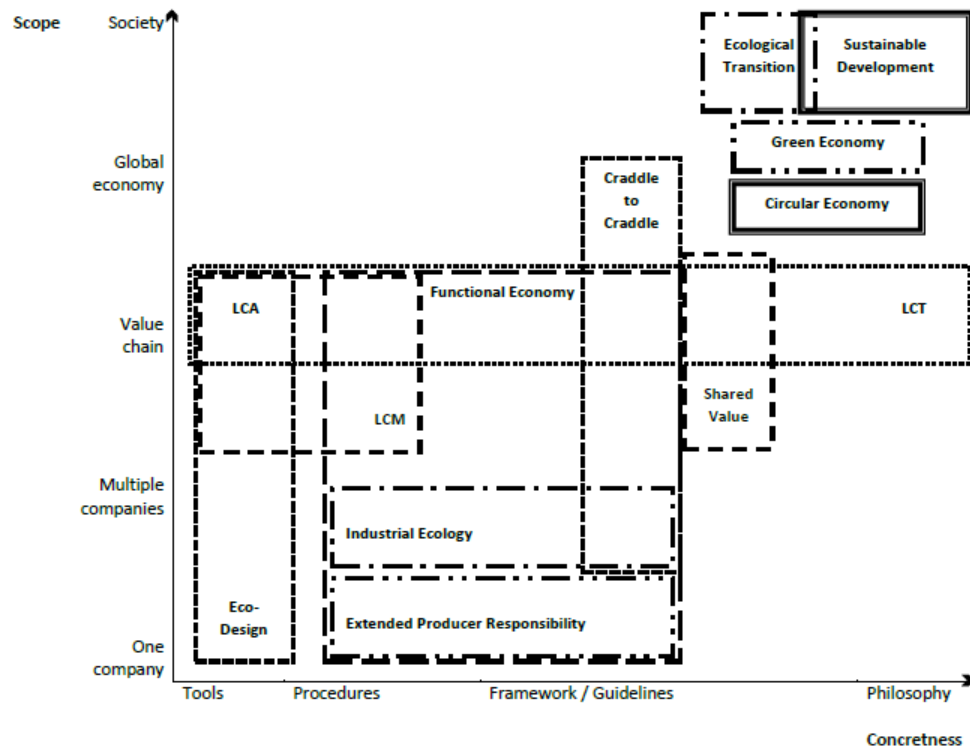 Scope
Society
Ecological
Transition
Sustainable
Development
Green Economy
Global
economy
Craddle
to
Craddle
Circular Economy
LCA
Functional Economy
LCT
Value
chain
Shared
Value
LCM
Multiple
companies
Industrial Ecology
Eco-
Design
Extended Producer Responsibility
One
company
Tools
Procedures
Framework / Guidelines
Philosophy
Concretness